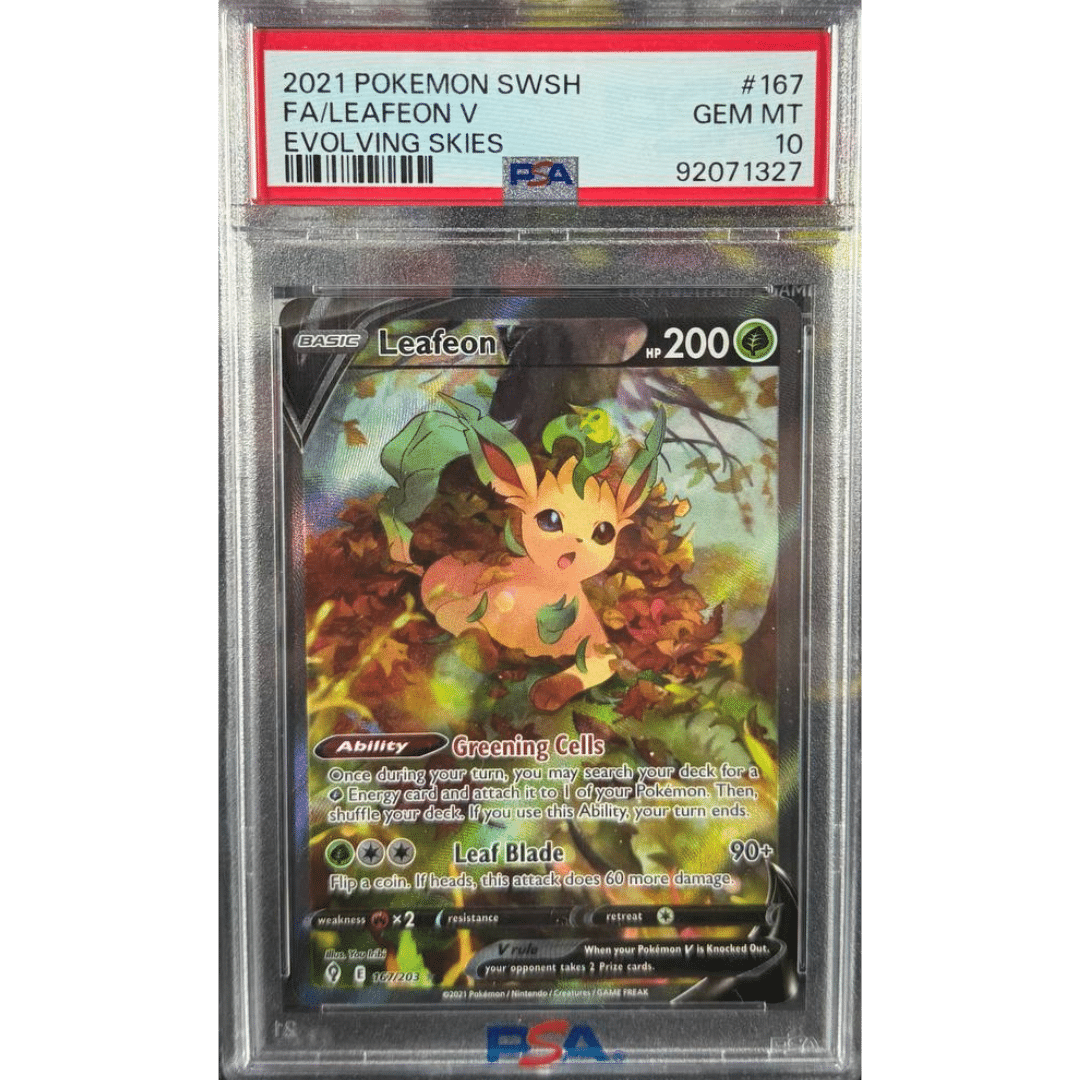 2021 POKEMON SWSH #167
FA/LEAFEON V GEM MT
EVOLVING SKIES 10
PSA 92071327
BASIC Leafeon V HP 200
Ability Greening Cells
Once during your turn, you may search your deck for a
Energy card and attach it to 1 of your Pokémon. Then,
shuffle your deck. If you use this Ability, your turn ends.
Leaf Blade 90+
Flip a coin. If heads, this attack does 60 more damage.
weakness ×2 resistance retreat
V rule When your Pokémon V is Knocked Out,
your opponent takes 2 Prize cards.
Illus. You Iribi
E 167/203
©2021 Pokémon / Nintendo / Creatures / GAME FREAK
PSA